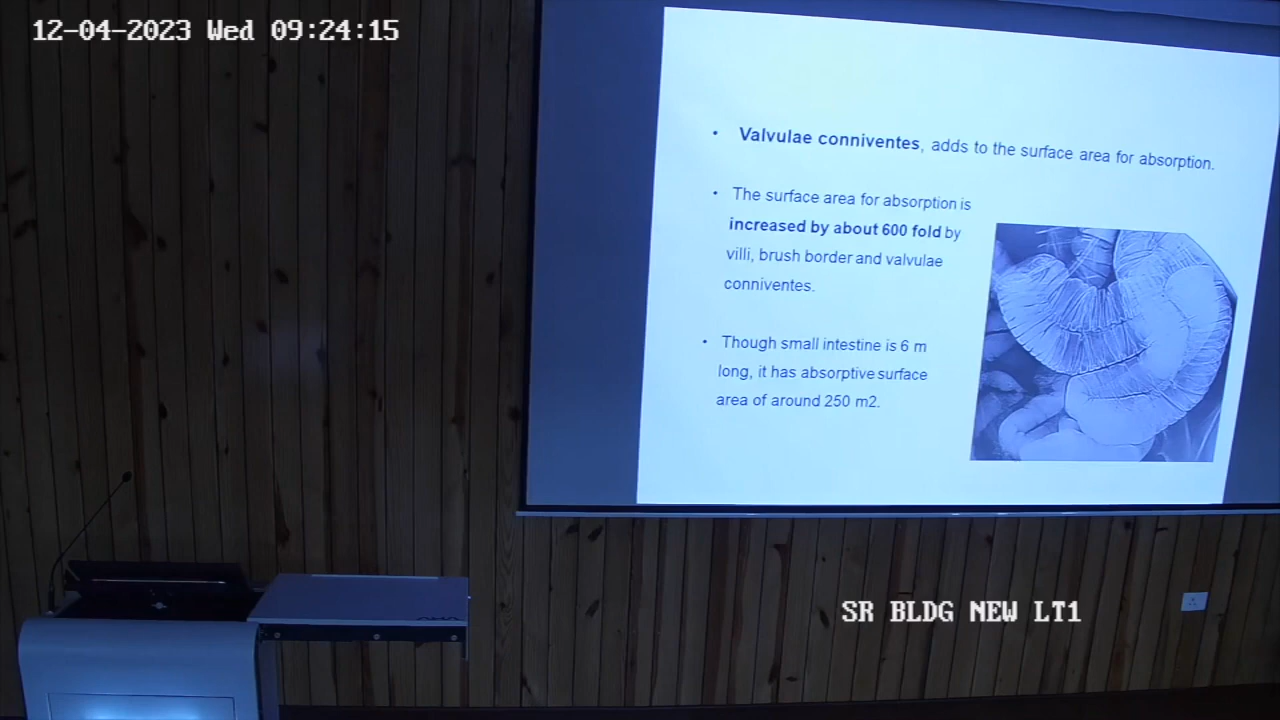 12-04-2023 Wed 09:24:15
• Valvulae conniventes, adds to the surface area for absorption.
• The surface area for absorption is
increased by about 600 fold by
villi, brush border and valvulae
conniventes.
• Though small intestine is 6 m
long, it has absorptive surface
area of around 250 m2.
SR BLDG NEW LT1